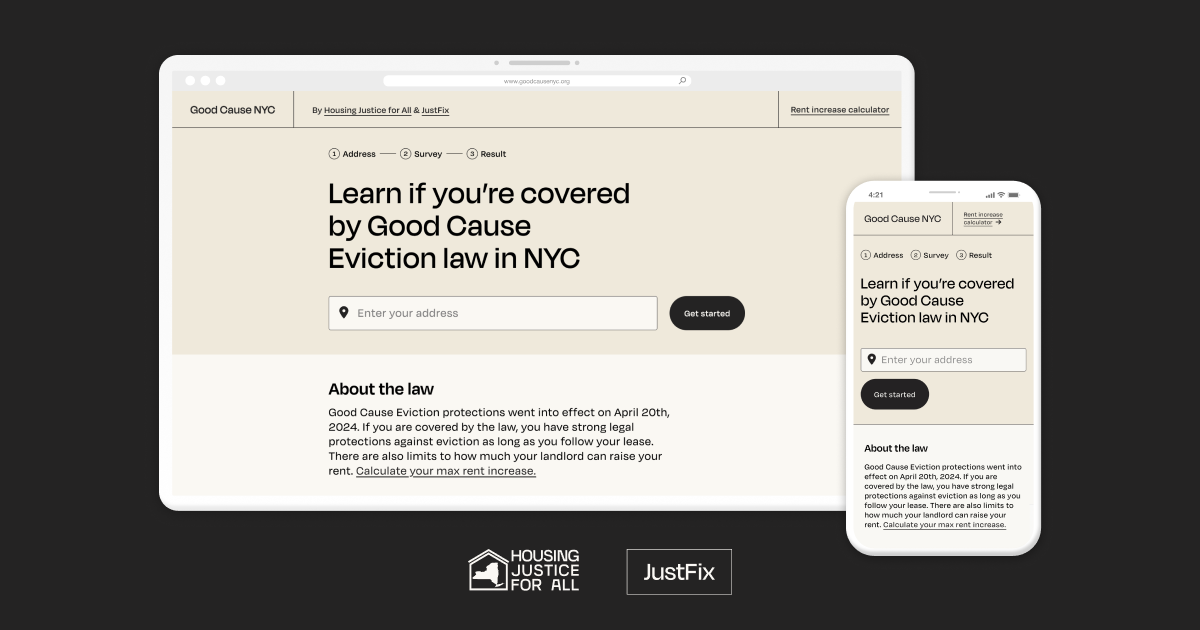 www.goodcausenyc.org
Good Cause NYC
By Housing Justice for All & JustFix
Rent increase calculator
1 Address 2 Survey 3 Result
Learn if you’re covered
by Good Cause
Eviction law in NYC
Enter your address
Get started
About the law
Good Cause Eviction protections went into effect on April 20th,
2024. If you are covered by the law, you have strong legal
protections against eviction as long as you follow your lease.
There are also limits to how much your landlord can raise your
rent. Calculate your max rent increase.
4:21
Good Cause NYC
Rent increase
calculator →
1 Address 2 Survey 3 Result
Learn if you’re covered
by Good Cause
Eviction law in NYC
Enter your address
Get started
About the law
Good Cause Eviction protections went into
effect on April 20th, 2024. If you are
covered by the law, you have strong legal
protections against eviction as long as you
follow your lease. There are also limits to
how much your landlord can raise your
rent. Calculate your max rent increase.
HOUSING
JUSTICE
FOR ALL
JustFix